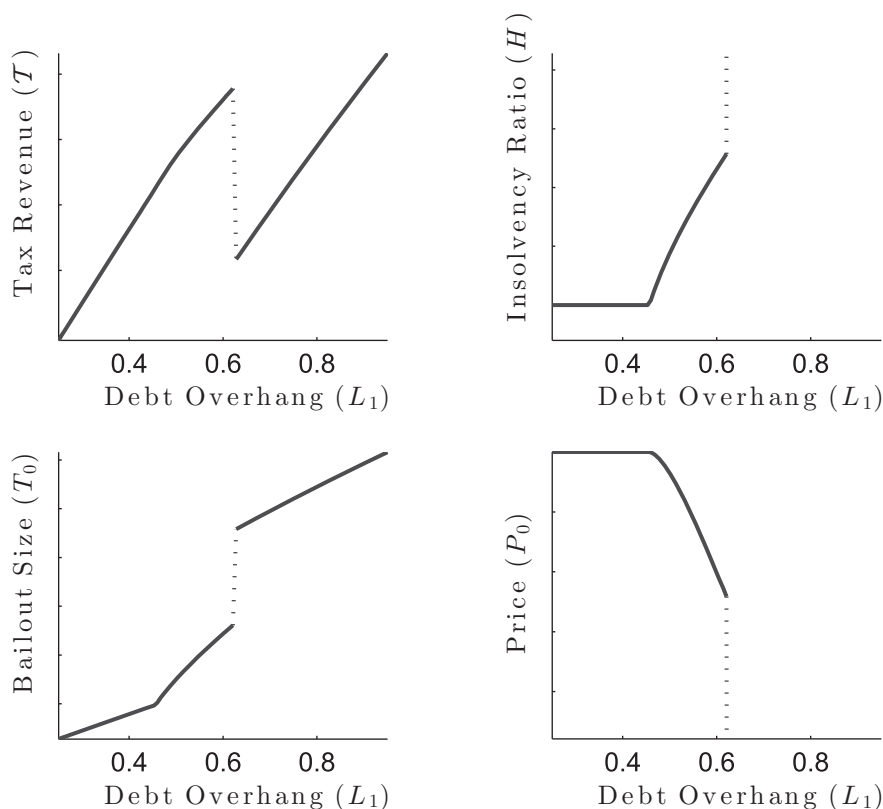 Tax Revenue (𝒯)
0.4 0.6 0.8
Debt Overhang (L₁)
Insolvency Ratio (H)
0.4 0.6 0.8
Debt Overhang (L₁)
Bailout Size (T₀)
0.4 0.6 0.8
Debt Overhang (L₁)
Price (P₀)
0.4 0.6 0.8
Debt Overhang (L₁)